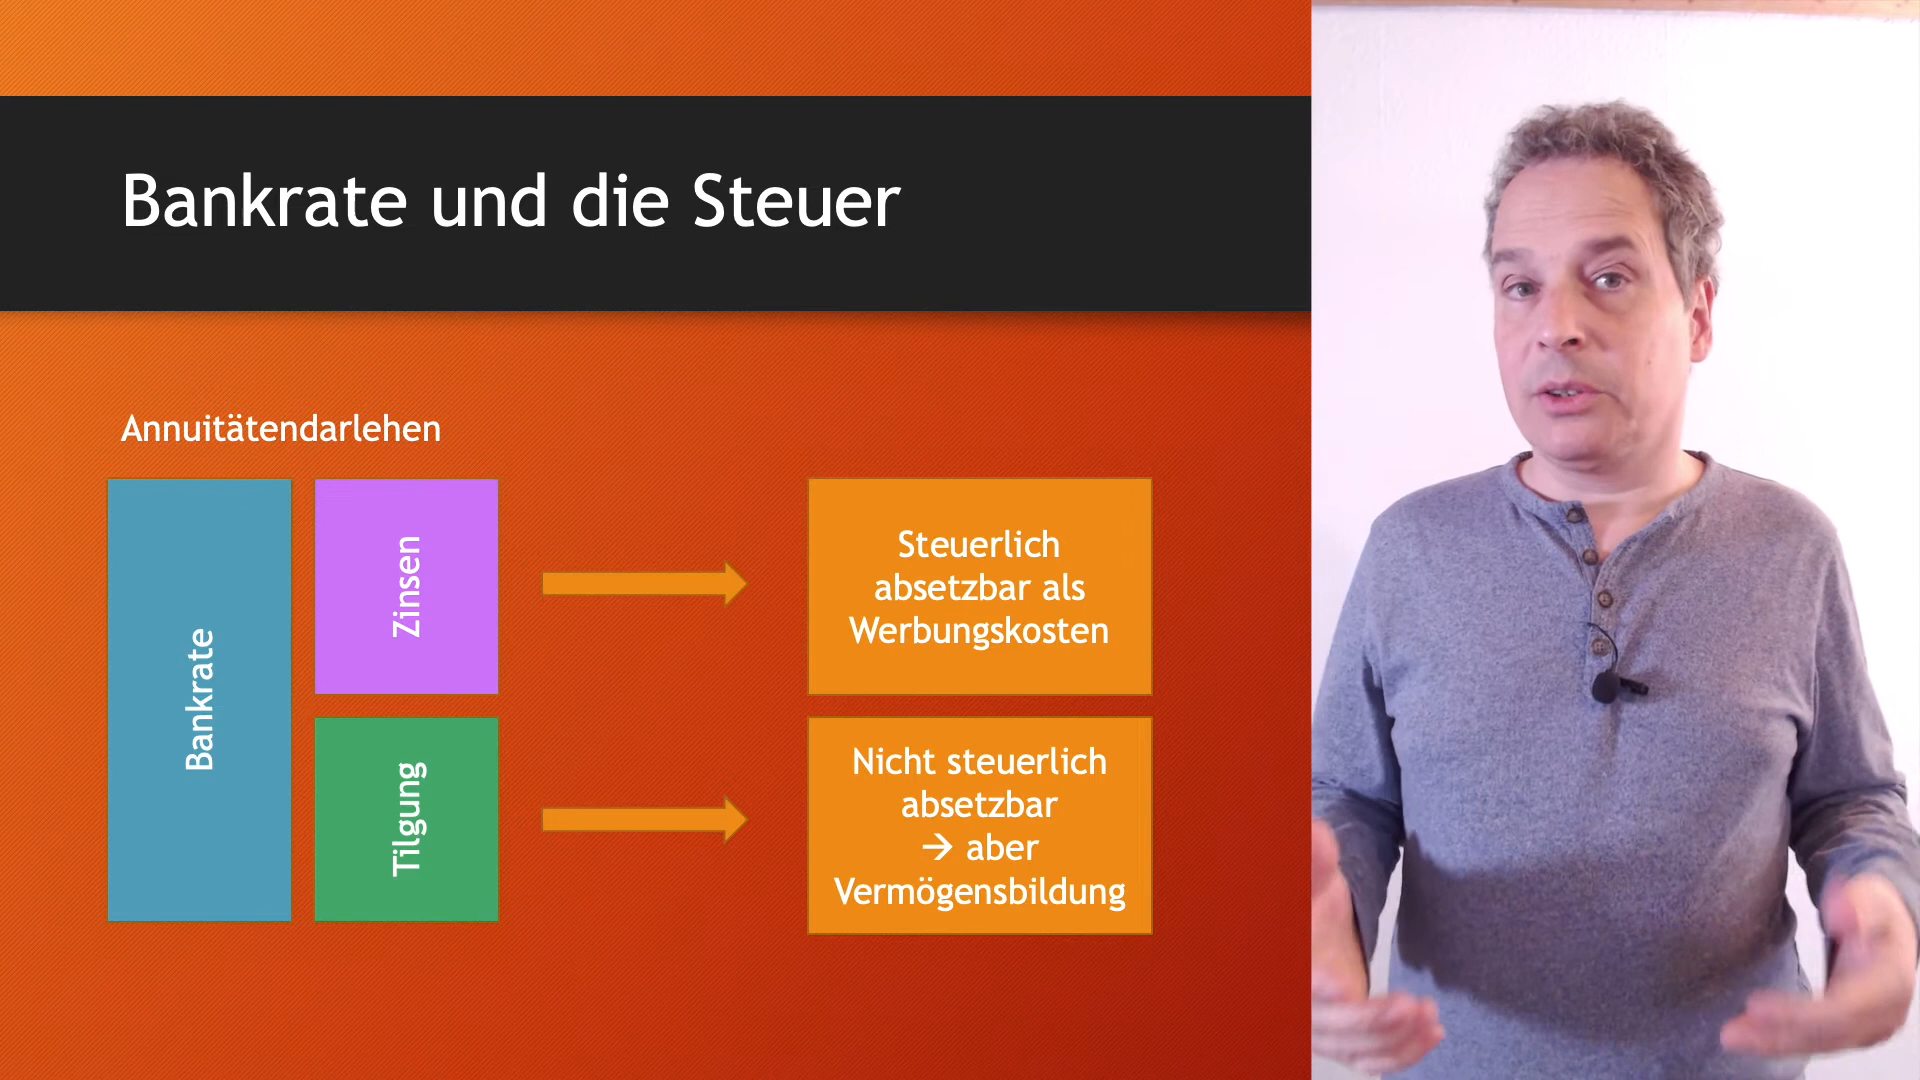 Bankrate und die Steuer
Annuitätendarlehen
Bankrate
Zinsen
Steuerlich
absetzbar als
Werbungskosten
Tilgung
Nicht steuerlich
absetzbar
→ aber
Vermögensbildung